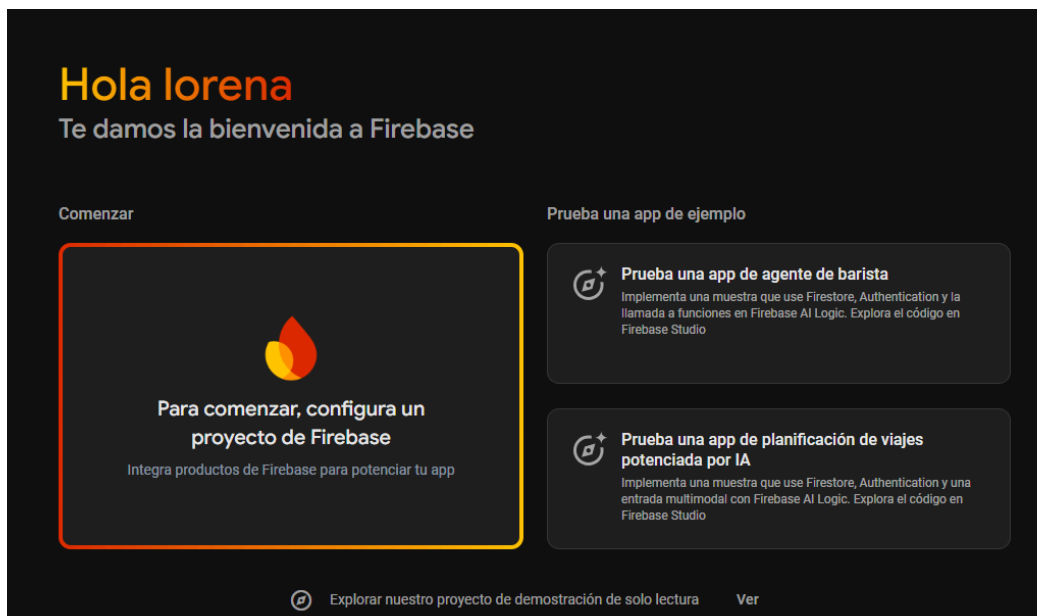 Hola lorena
Te damos la bienvenida a Firebase
Comenzar
Para comenzar, configura un
proyecto de Firebase
Integra productos de Firebase para potenciar tu app
Prueba una app de ejemplo
Prueba una app de agente de barista
Implementa una muestra que use Firestore, Authentication y la
llamada a funciones en Firebase AI Logic. Explora el código en
Firebase Studio
Prueba una app de planificación de viajes
potenciada por IA
Implementa una muestra que use Firestore, Authentication y una
entrada multimodal con Firebase AI Logic. Explora el código en
Firebase Studio
Explorar nuestro proyecto de demostración de solo lectura Ver